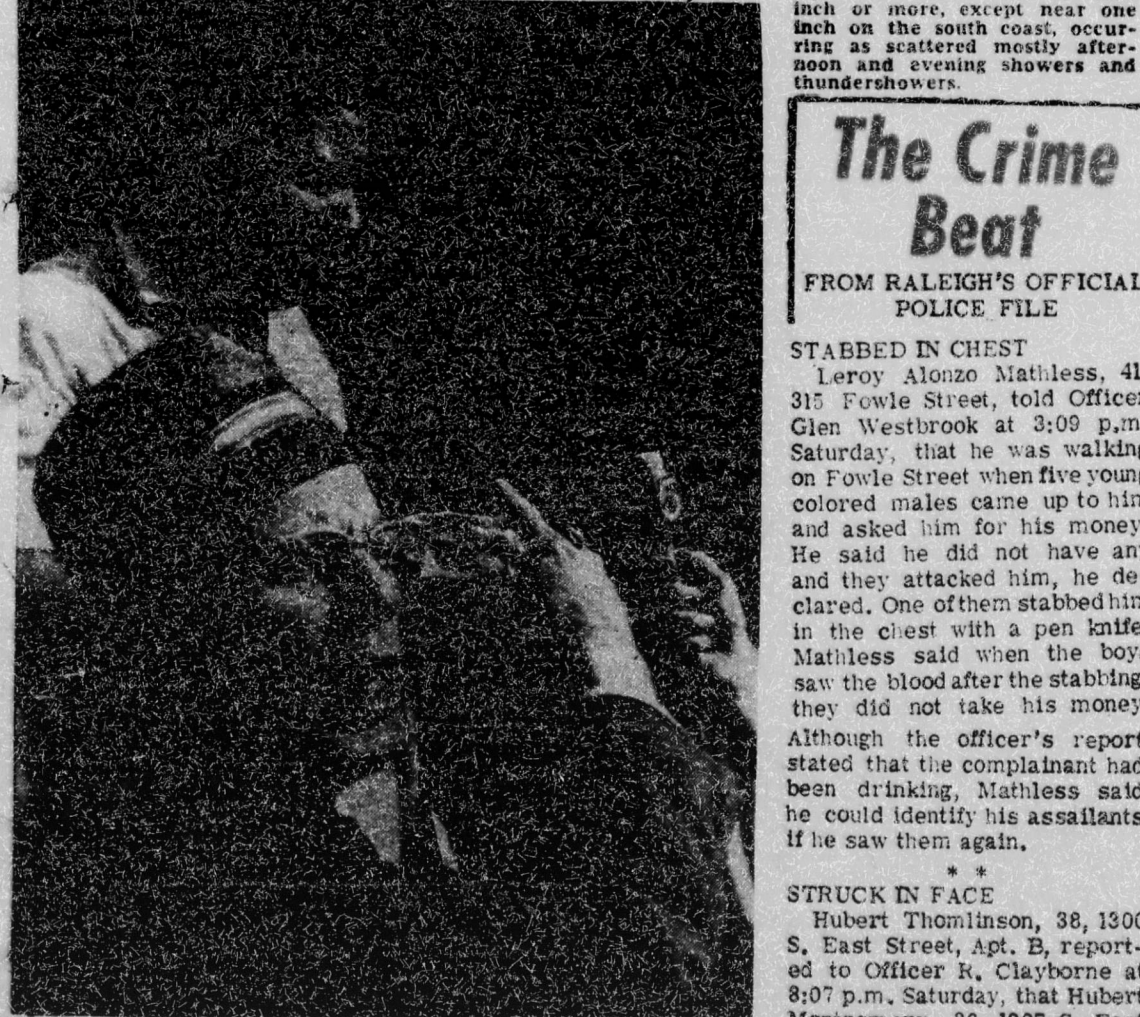 inch or more, except near one
inch on the south coast, occur-
ring as scattered mostly after-
noon and evening showers and
thundershowers.
The Crime
Beat
FROM RALEIGH'S OFFICIAL
POLICE FILE
STABBED IN CHEST
Leroy Alonzo Mathless, 41
315 Fowle Street, told Officer
Glen Westbrook at 3:09 p.m
Saturday, that he was walking
on Fowle Street when five young
colored males came up to him
and asked him for his money
He said he did not have any
and they attacked him, he de
clared. One of them stabbed him
in the chest with a pen knife
Mathless said when the boy
saw the blood after the stabbing
they did not take his money
Although the officer's report
stated that the complainant had
been drinking, Mathless said
he could identify his assailants
if he saw them again.
* *
STRUCK IN FACE
Hubert Thomlinson, 38, 1300
S. East Street, Apt. B, report-
ed to Officer R. Clayborne at
8:07 p.m. Saturday, that Hubert